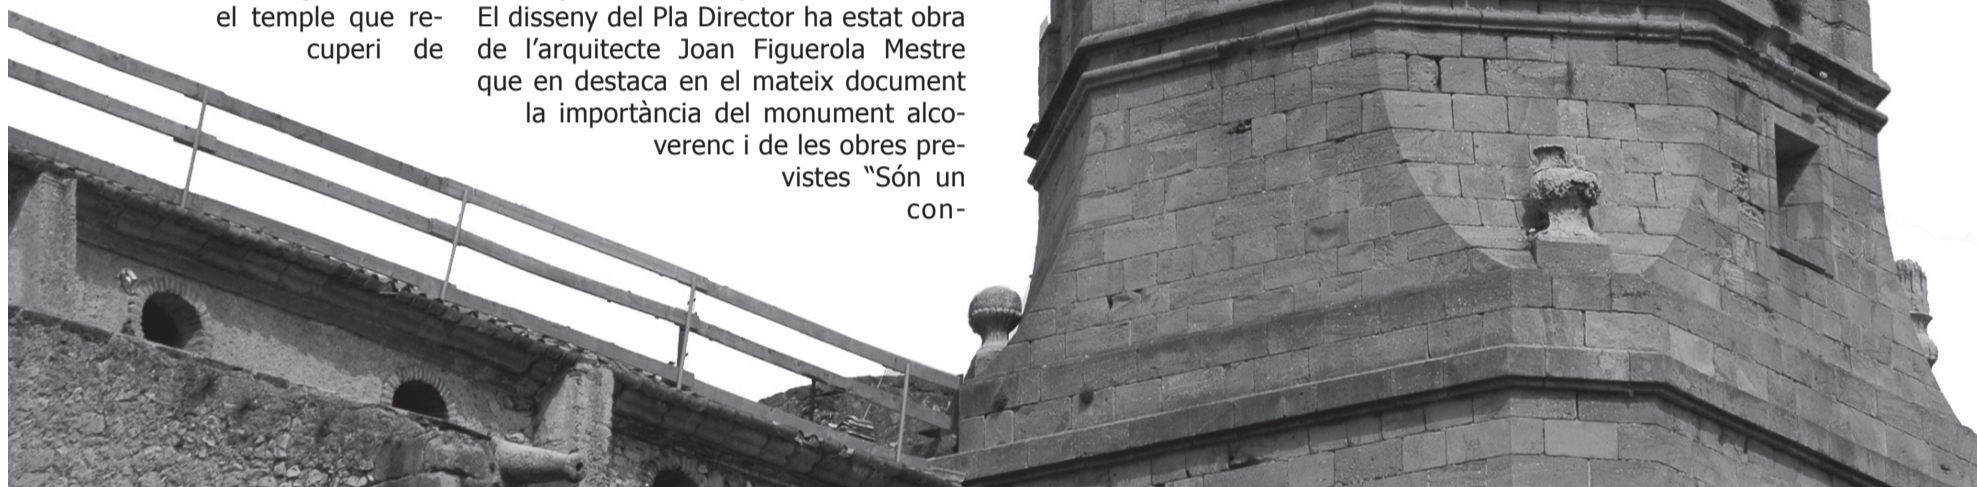 el temple que re-
cuperi de
El disseny del Pla Director ha estat obra
de l’arquitecte Joan Figuerola Mestre
que en destaca en el mateix document
la importància del monument alco-
verenc i de les obres pre-
vistes “Són un
con-